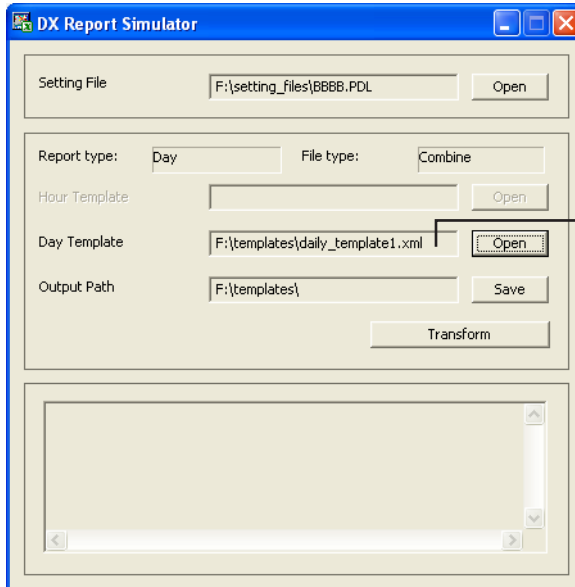 DX Report Simulator
Setting File F:\setting_files\BBBB.PDL Open
Report type: Day File type: Combine
Hour Template Open
Day Template F:\templates\daily_template1.xml Open
Output Path F:\templates\ Save
Transform